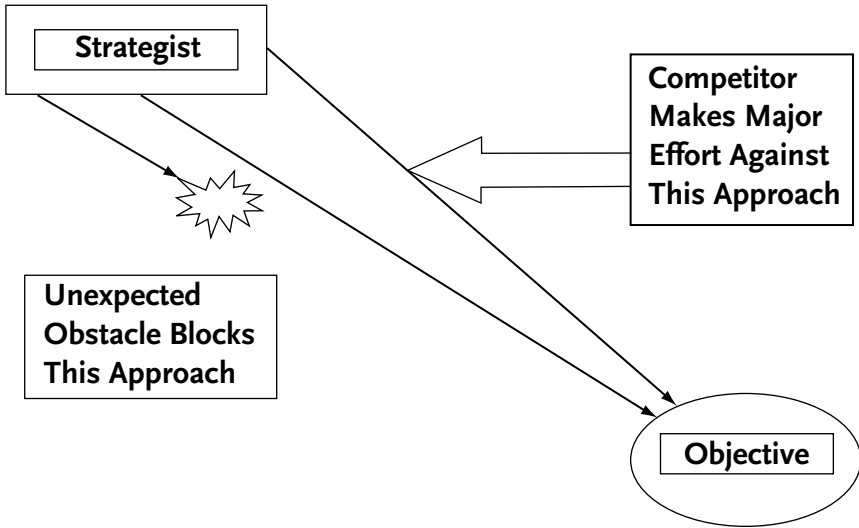 Strategist
Competitor
Makes Major
Effort Against
This Approach
Unexpected
Obstacle Blocks
This Approach
Objective